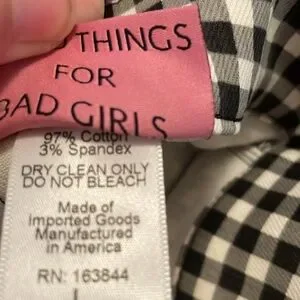 THINGS
FOR
BAD GIRLS
97% Cotton
3% Spandex
DRY CLEAN ONLY
DO NOT BLEACH
Made of
Imported Goods
Manufactured
in America
RN: 163844
L